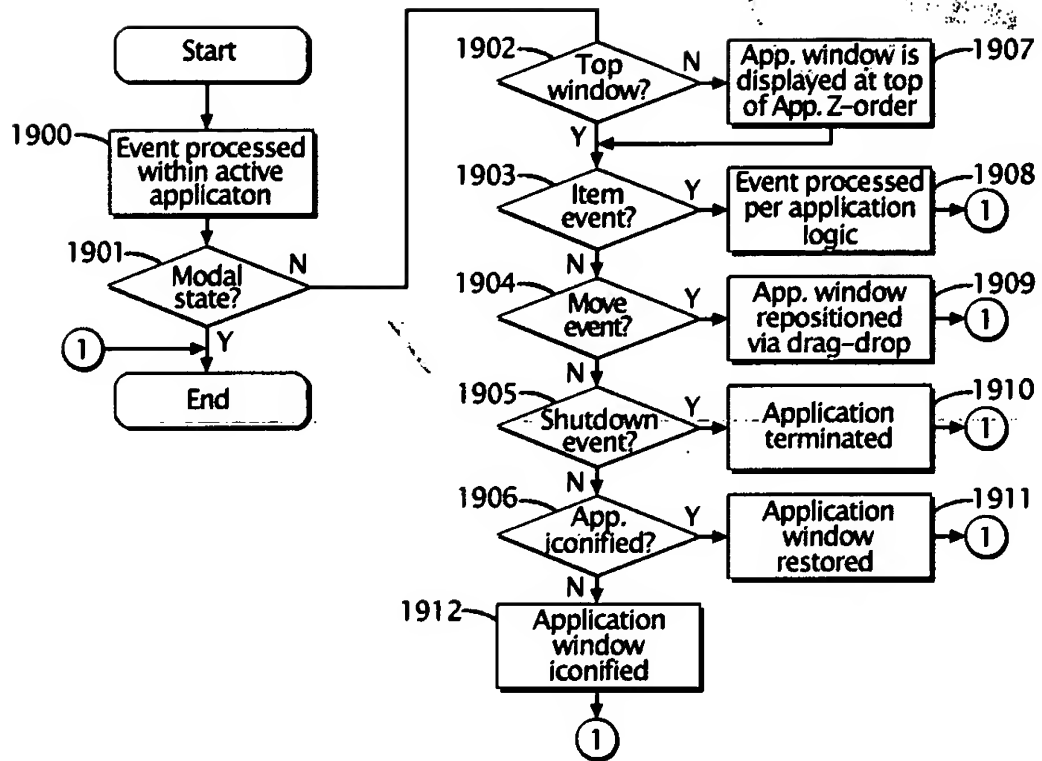 Start
1900
Event processed
within active
applicaton
1901
Modal
state?
N
Y
1
End
1902
Top
window?
N
Y
App. window is
displayed at top
of App. Z-order
1907
1903
Item
event?
Y
N
Event processed
per application
logic
1908
1
1904
Move
event?
Y
N
App. window
repositioned
via drag-drop
1909
1
1905
Shutdown
event?
Y
N
Application
terminated
1910
1
1906
App.
iconified?
Y
N
Application
window
restored
1911
1
1912
Application
window
iconified
1